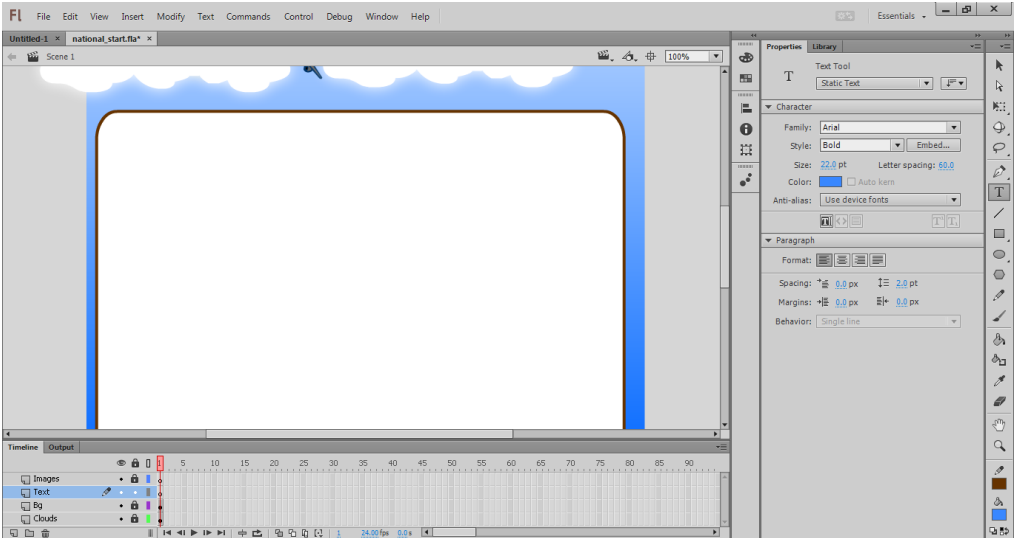 Fl File Edit View Insert Modify Text Commands Control Debug Window Help Essentials
Untitled-1 × national_start.fla* ×
Scene 1 100%
Properties Library
T Text Tool
Static Text
Character
Family: Arial
Style: Bold Embed...
Size: 22.0 pt Letter spacing: 60.0
Color: Auto kern
Anti-alias: Use device fonts
Paragraph
Format:
Spacing: 0.0 px 2.0 pt
Margins: 0.0 px 0.0 px
Behavior: Single line
Timeline Output
1 5 10 15 20 25 30 35 40 45 50 55 60 65 70 75 80 85 90
Images
Text
Bg
Clouds
1 24.00 fps 0.0 s